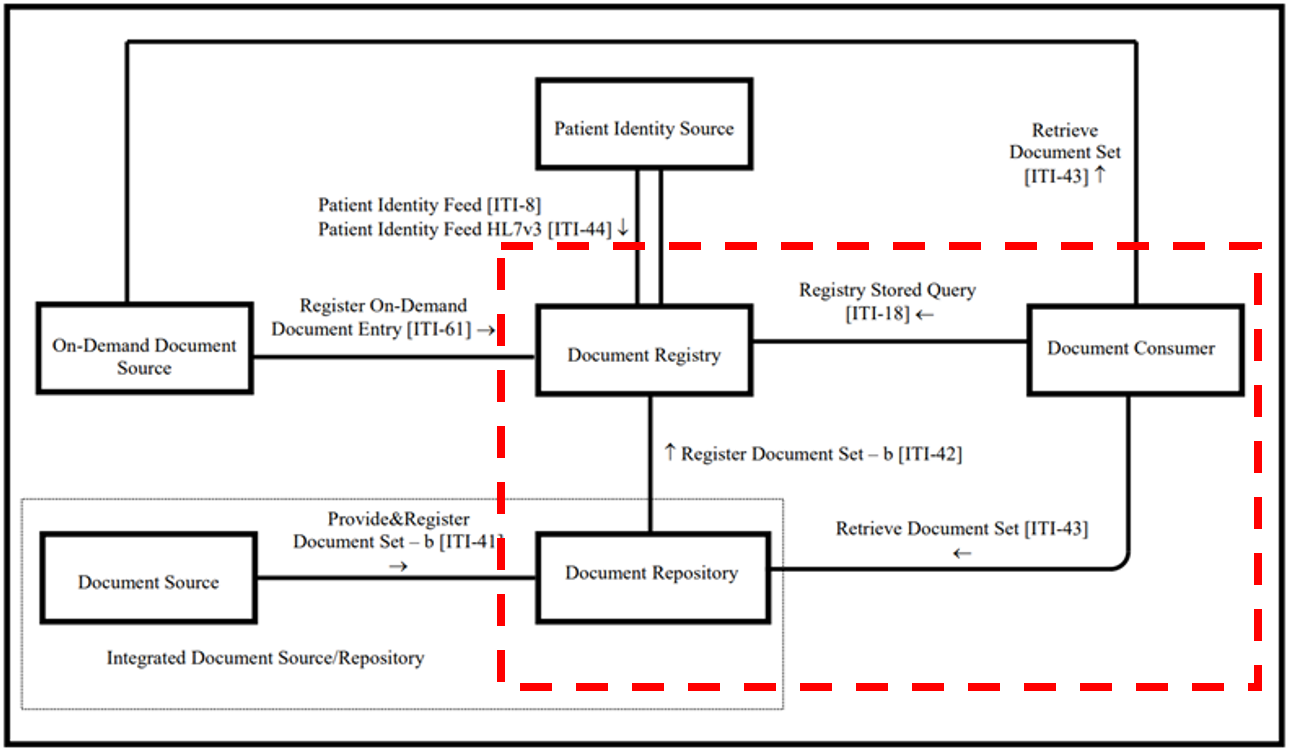 Patient Identity Source
Retrieve
Document Set
[ITI-43] ↑
Patient Identity Feed [ITI-8]
Patient Identity Feed HL7v3 [ITI-44] ↓
Register On-Demand
Document Entry [ITI-61] →
Registry Stored Query
[ITI-18] ←
On-Demand Document
Source
Document Registry
Document Consumer
↑ Register Document Set – b [ITI-42]
Provide&Register
Document Set – b [ITI-41]
→
Retrieve Document Set [ITI-43]
←
Document Source
Document Repository
Integrated Document Source/Repository